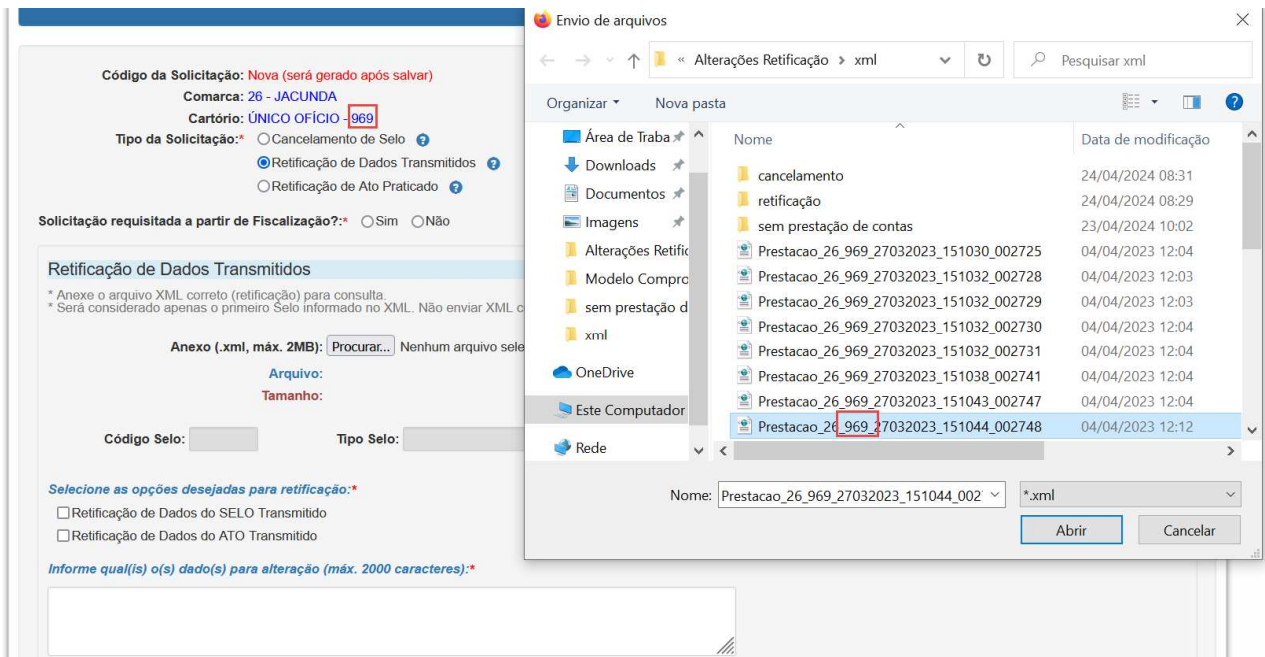 Código da Solicitação: Nova (será gerado após salvar)
Comarca: 26 - JACUNDA
Cartório: ÚNICO OFÍCIO - 969
Tipo da Solicitação:* Cancelamento de Selo ?
Retificação de Dados Transmitidos ?
Retificação de Ato Praticado ?
Solicitação requisitada a partir de Fiscalização?:* Sim Não
Retificação de Dados Transmitidos
* Anexe o arquivo XML correto (retificação) para consulta.
* Será considerado apenas o primeiro Selo informado no XML. Não enviar XML c
Anexo (.xml, máx. 2MB): Procurar... Nenhum arquivo sele
Arquivo:
Tamanho:
Código Selo: Tipo Selo:
Selecione as opções desejadas para retificação:*
Retificação de Dados do SELO Transmitido
Retificação de Dados do ATO Transmitido
Informe qual(is) o(s) dado(s) para alteração (máx. 2000 caracteres):*
Envio de arquivos
« Alterações Retificação › xml
Pesquisar xml
Organizar Nova pasta ?
Área de Traba
Downloads
Documentos
Imagens
Alterações Retific
Modelo Compro
sem prestação d
xml
OneDrive
Este Computador
Rede
Nome Data de modificação
cancelamento 24/04/2024 08:31
retificação 24/04/2024 08:29
sem prestação de contas 23/04/2024 10:02
Prestacao_26_969_27032023_151030_002725 04/04/2023 12:04
Prestacao_26_969_27032023_151032_002728 04/04/2023 12:03
Prestacao_26_969_27032023_151032_002729 04/04/2023 12:03
Prestacao_26_969_27032023_151032_002730 04/04/2023 12:04
Prestacao_26_969_27032023_151032_002731 04/04/2023 12:04
Prestacao_26_969_27032023_151038_002741 04/04/2023 12:04
Prestacao_26_969_27032023_151043_002747 04/04/2023 12:04
Prestacao_26_969_27032023_151044_002748 04/04/2023 12:12
Nome: Prestacao_26_969_27032023_151044_002 *.xml
Abrir Cancelar